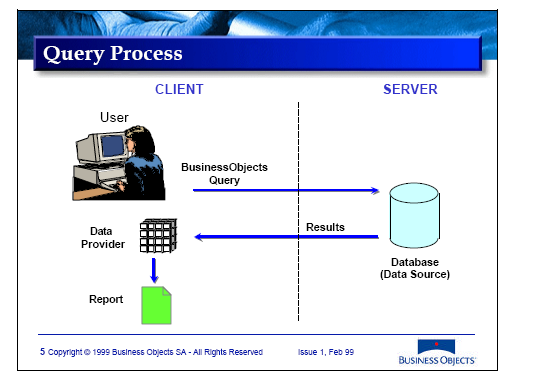 Query Process
CLIENT
SERVER
User
BusinessObjects
Query
Data
Provider
Results
Database
(Data Source)
Report
5 Copyright © 1999 Business Objects SA - All Rights Reserved
Issue 1, Feb 99
BUSINESS OBJECTS™